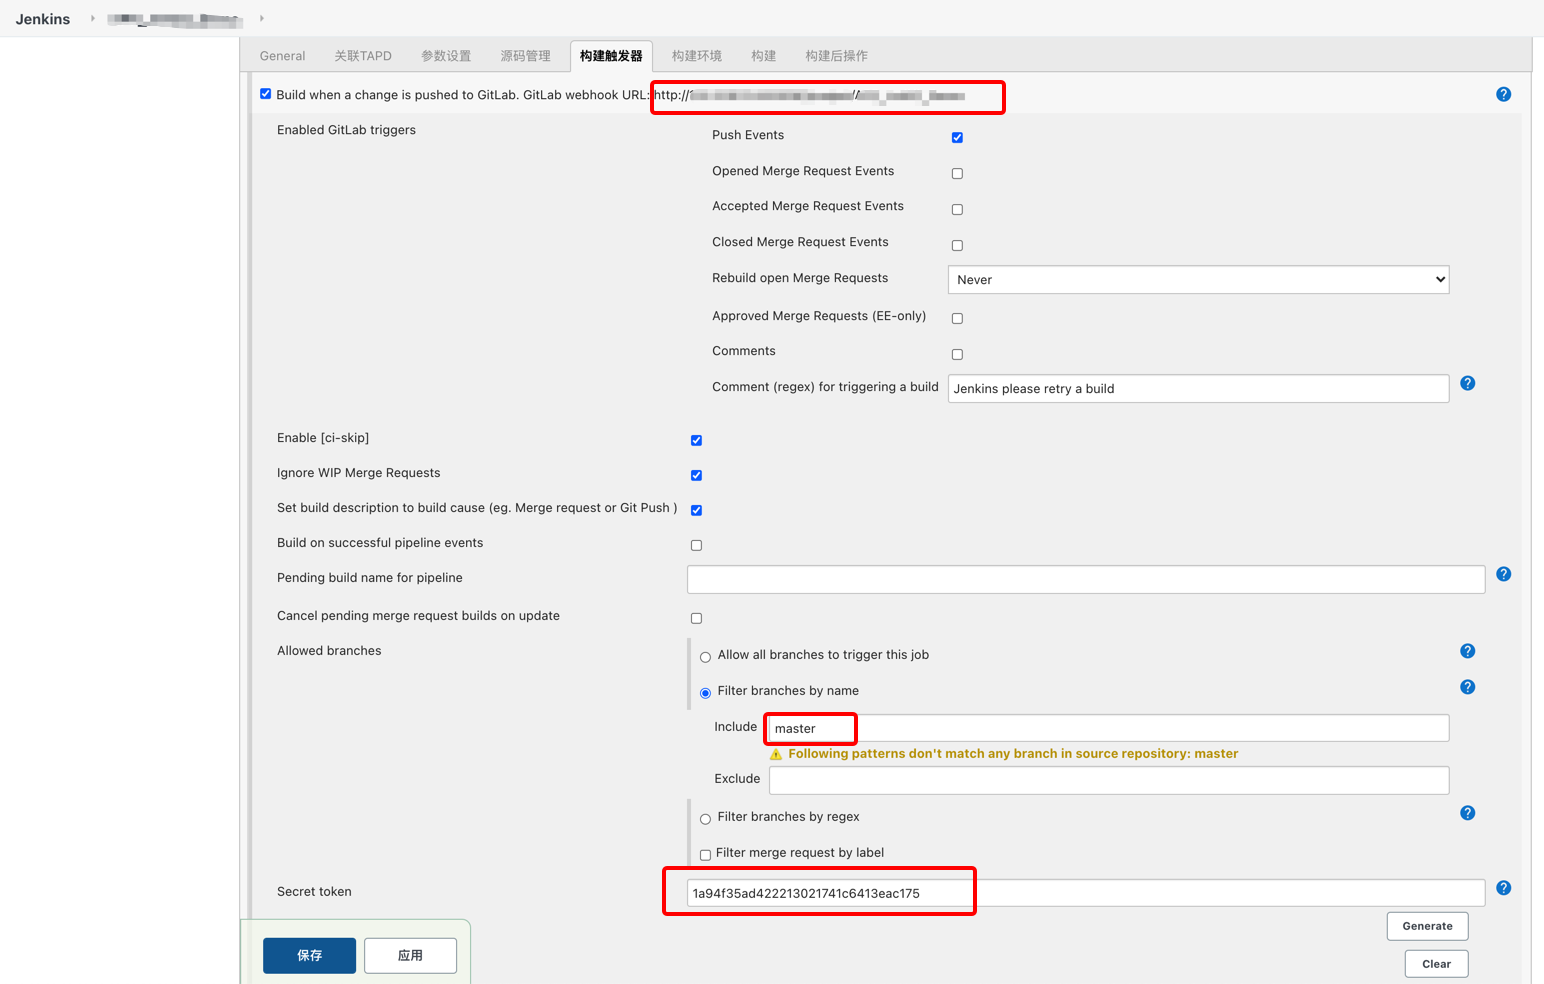 Jenkins
General 关联TAPD 参数设置 源码管理 构建触发器 构建环境 构建 构建后操作
Build when a change is pushed to GitLab. GitLab webhook URL: http://
Enabled GitLab triggers
Push Events
Opened Merge Request Events
Accepted Merge Request Events
Closed Merge Request Events
Rebuild open Merge Requests Never
Approved Merge Requests (EE-only)
Comments
Comment (regex) for triggering a build Jenkins please retry a build
Enable [ci-skip]
Ignore WIP Merge Requests
Set build description to build cause (eg. Merge request or Git Push )
Build on successful pipeline events
Pending build name for pipeline
Cancel pending merge request builds on update
Allowed branches
Allow all branches to trigger this job
Filter branches by name
Include master
Following patterns don't match any branch in source repository: master
Exclude
Filter branches by regex
Filter merge request by label
Secret token 1a94f35ad422213021741c6413eac175
Generate
保存 应用
Clear